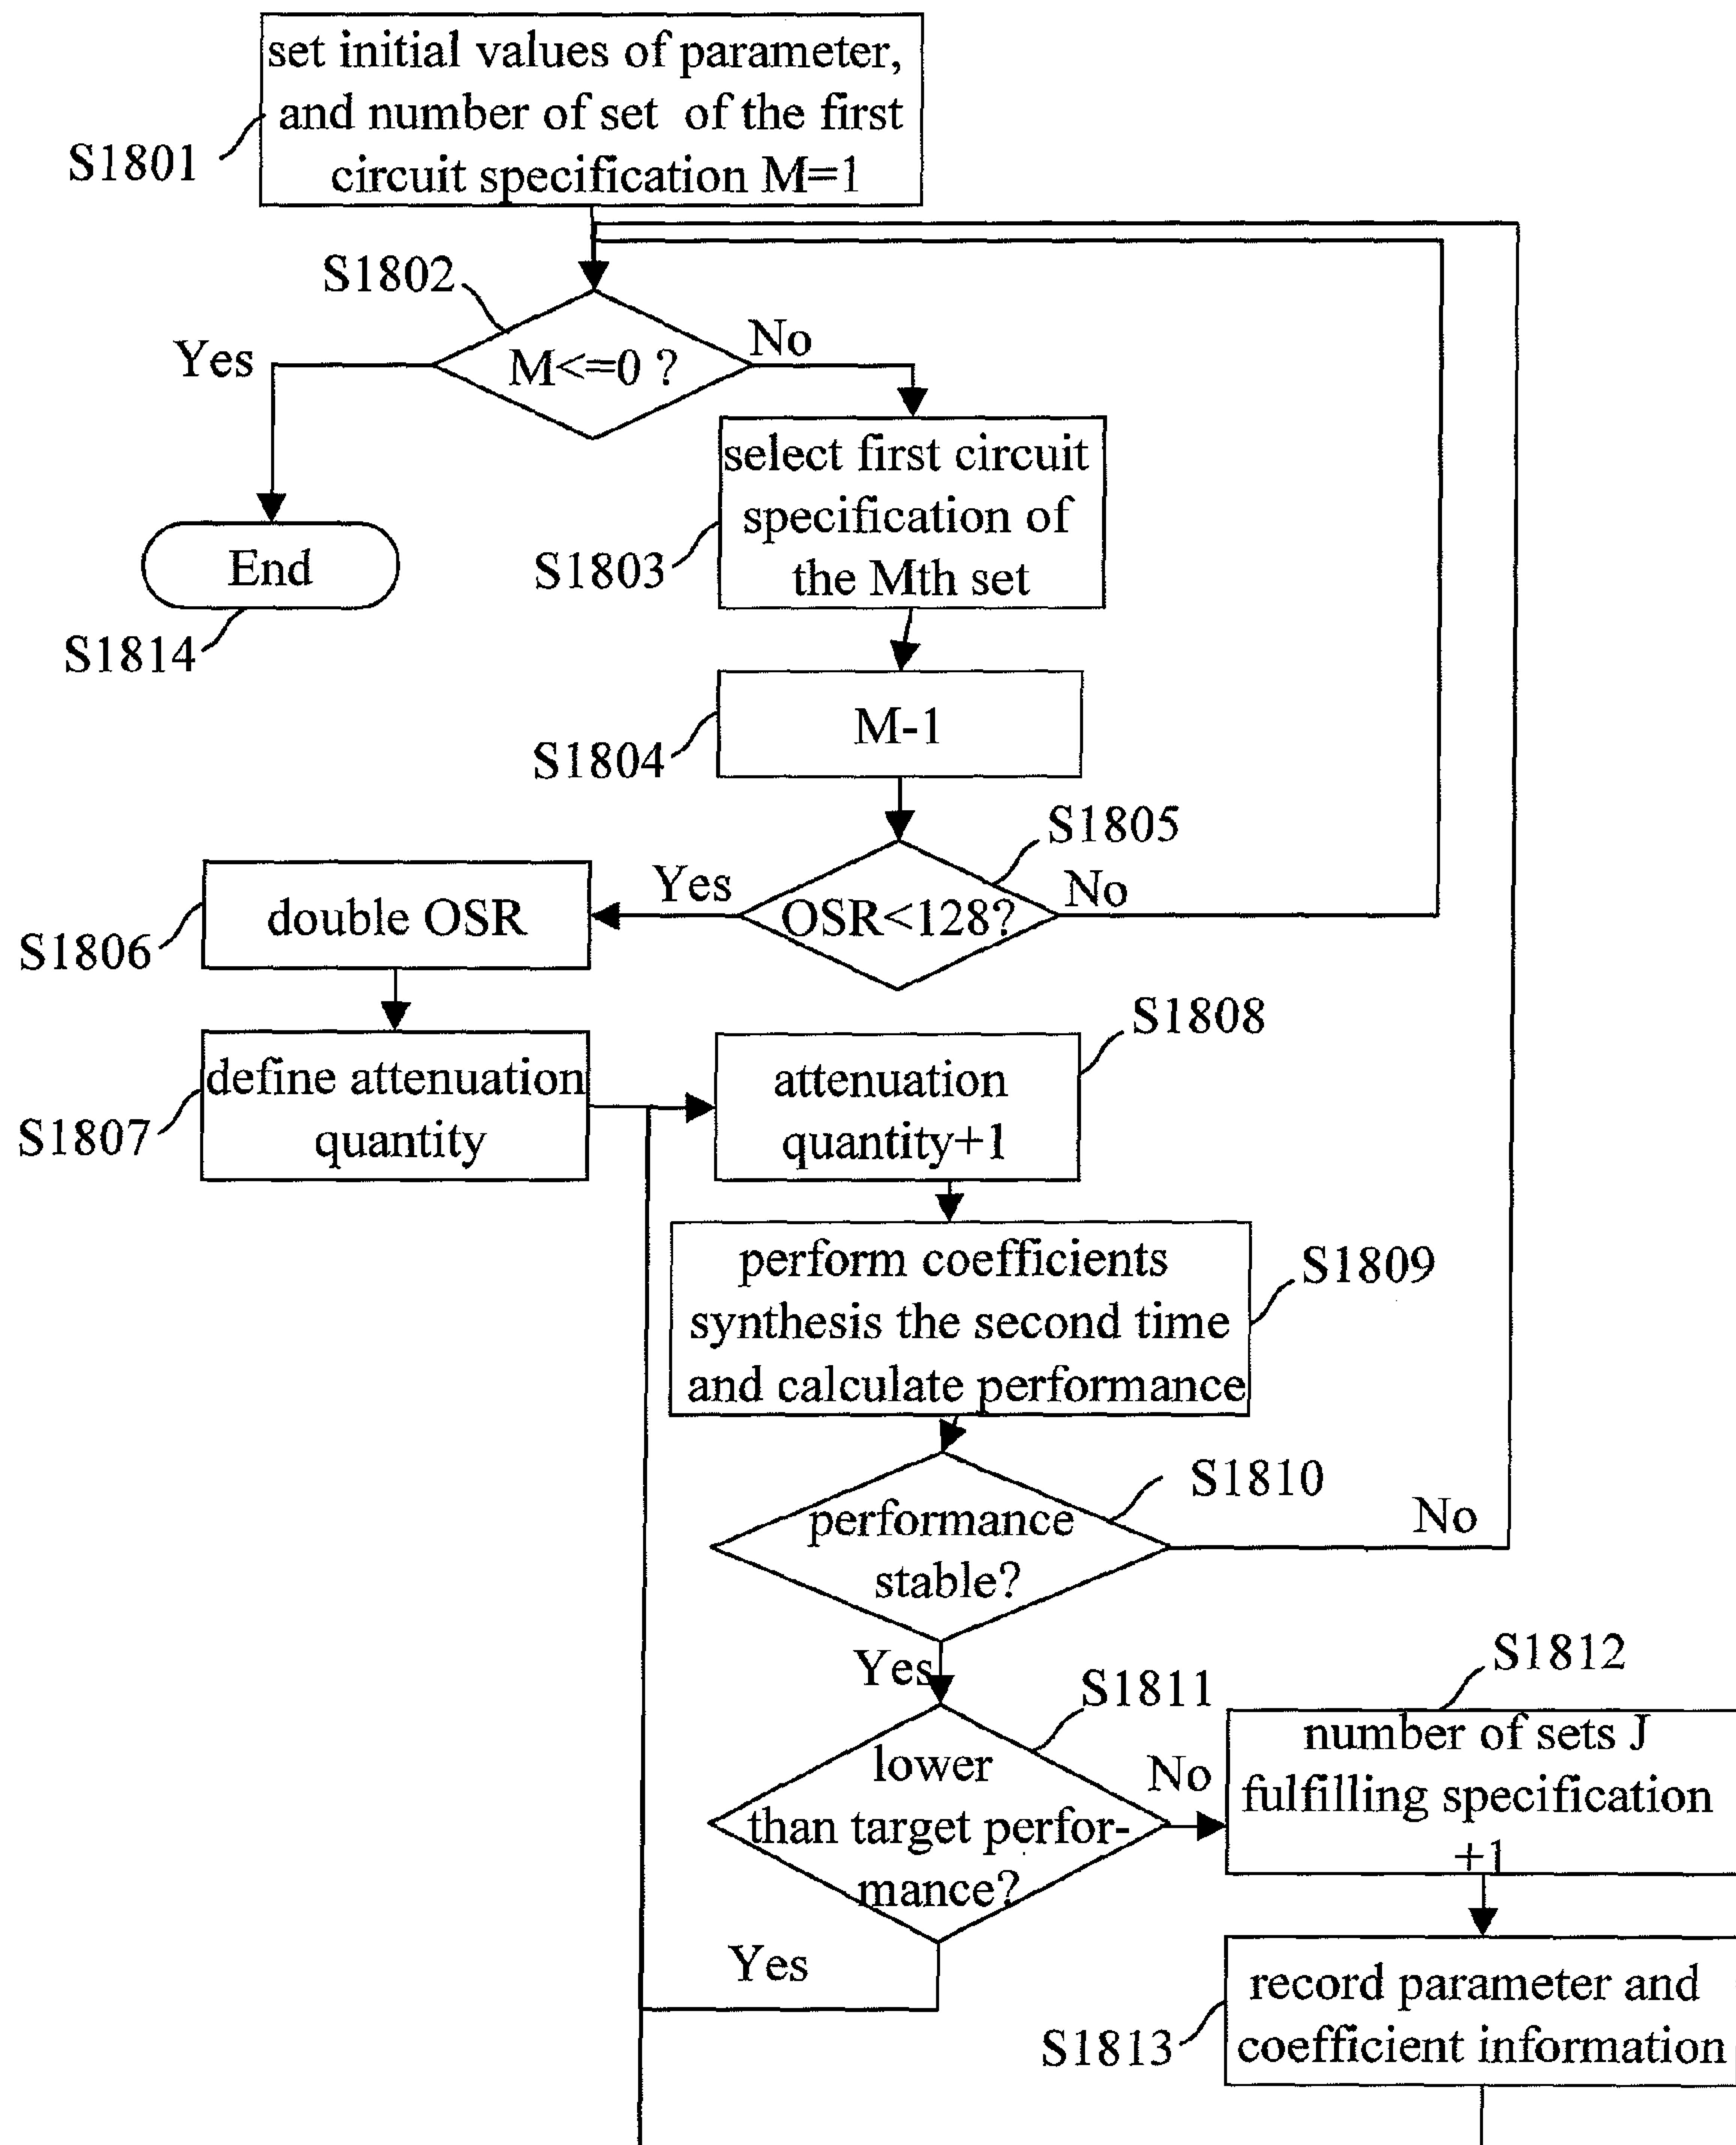 set initial values of parameter,
and number of set of the first
circuit specification M=1
S1801
S1802
M<=0 ?
Yes
No
select first circuit
specification of
the Mth set
S1803
End
S1814
M-1
S1804
S1805
OSR<128?
Yes
No
double OSR
S1806
define attenuation
quantity
S1807
attenuation
quantity+1
S1808
perform coefficients
synthesis the second time
and calculate performance
S1809
performance
stable?
S1810
No
Yes
S1811
lower
than target perfor-
mance?
No
Yes
S1812
number of sets J
fulfilling specification
+1
record parameter and
coefficient information
S1813